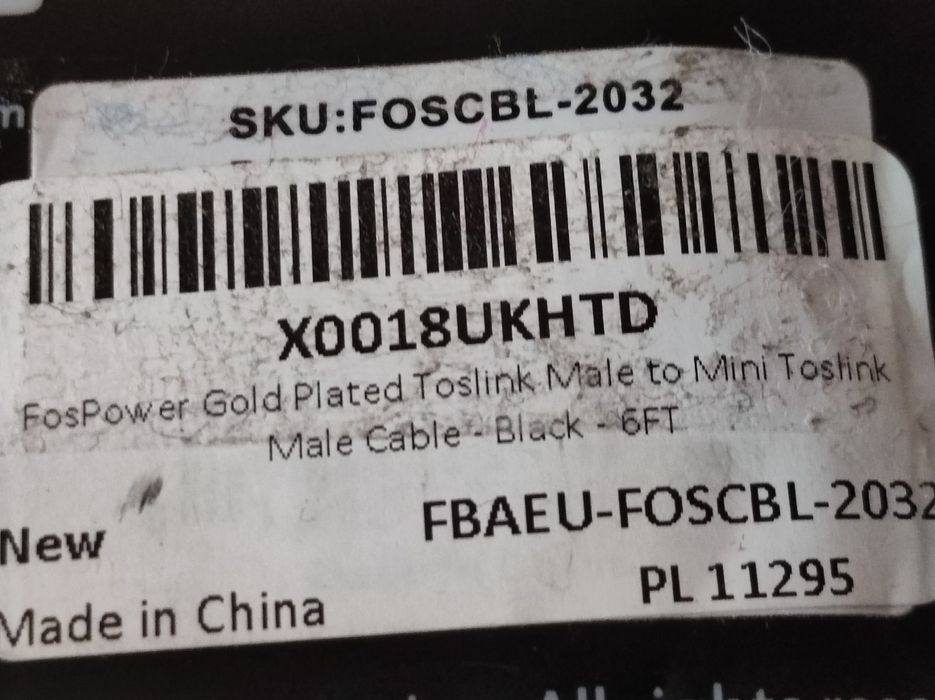 SKU:FOSCBL-2032
X0018UKHTD
FosPower Gold Plated Toslink Male to Mini Toslink
Male Cable - Black - 6FT
New
FBAEU-FOSCBL-2032
Made in China
PL 11295